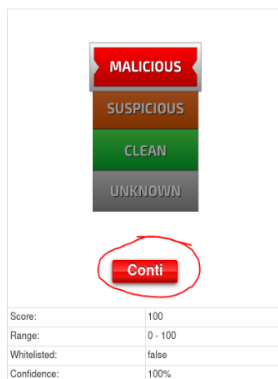 MALICIOUS
SUSPICIOUS
CLEAN
UNKNOWN
Conti
Score: 100
Range: 0 - 100
Whitelisted: false
Confidence: 100%